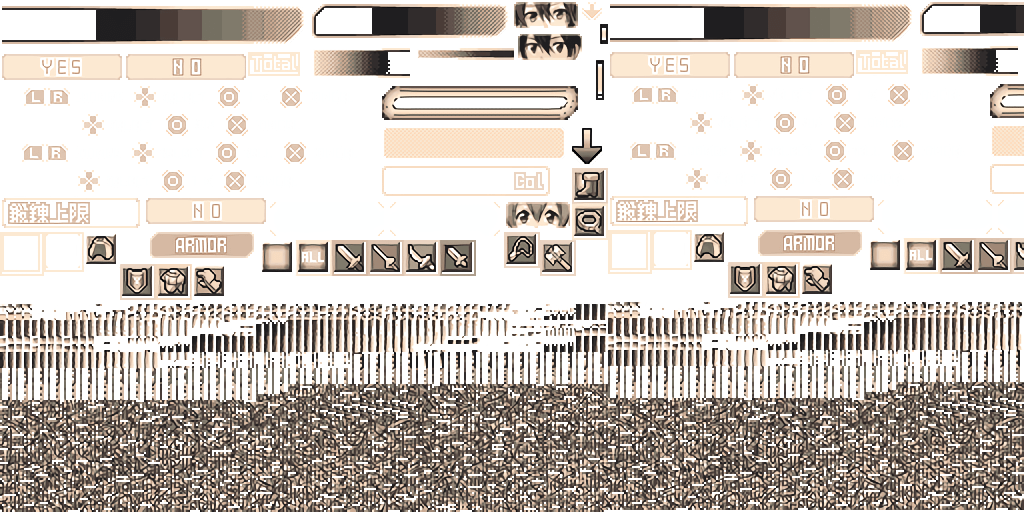 YES NO Total YES NO Total
L R L R
L R Col L R
鍛錬上限 NO 鍛錬上限 NO
ARMOR ALL ARMOR ALL